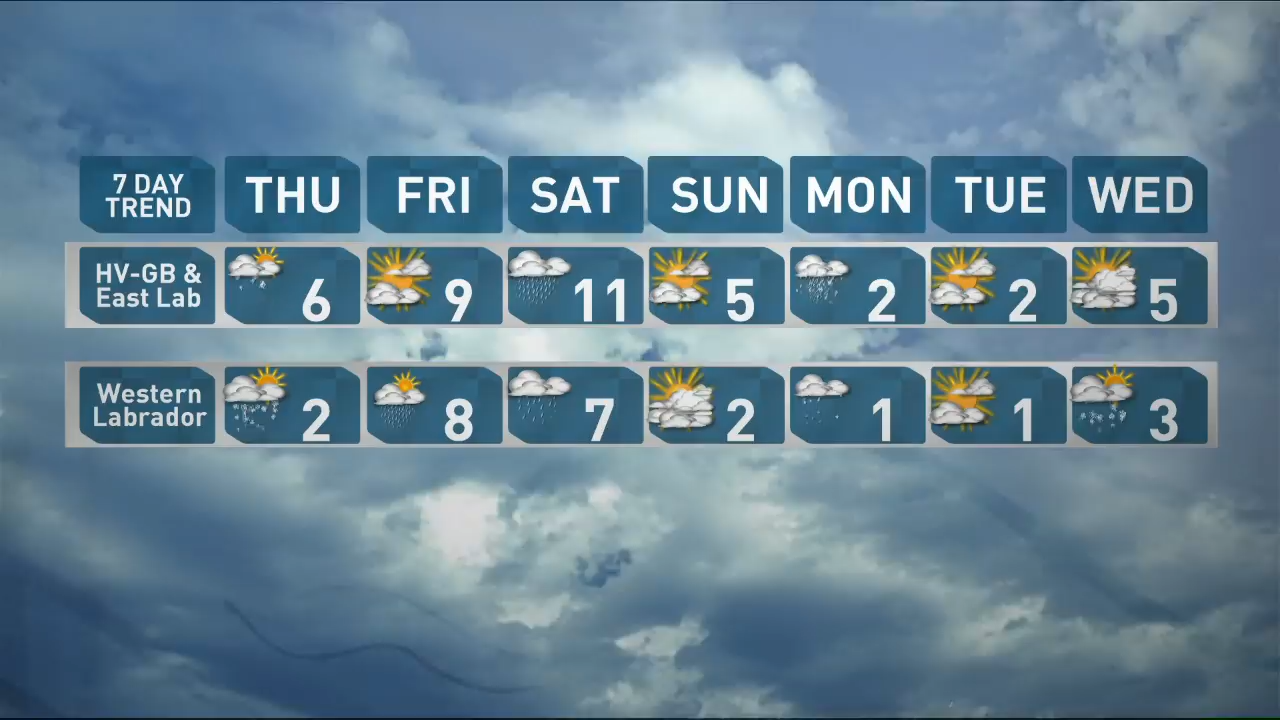 7 DAY
TREND
THU
FRI
SAT
SUN
MON
TUE
WED
HV-GB &
East Lab
6
9
11
5
2
2
5
Western
Labrador
2
8
7
2
1
1
3